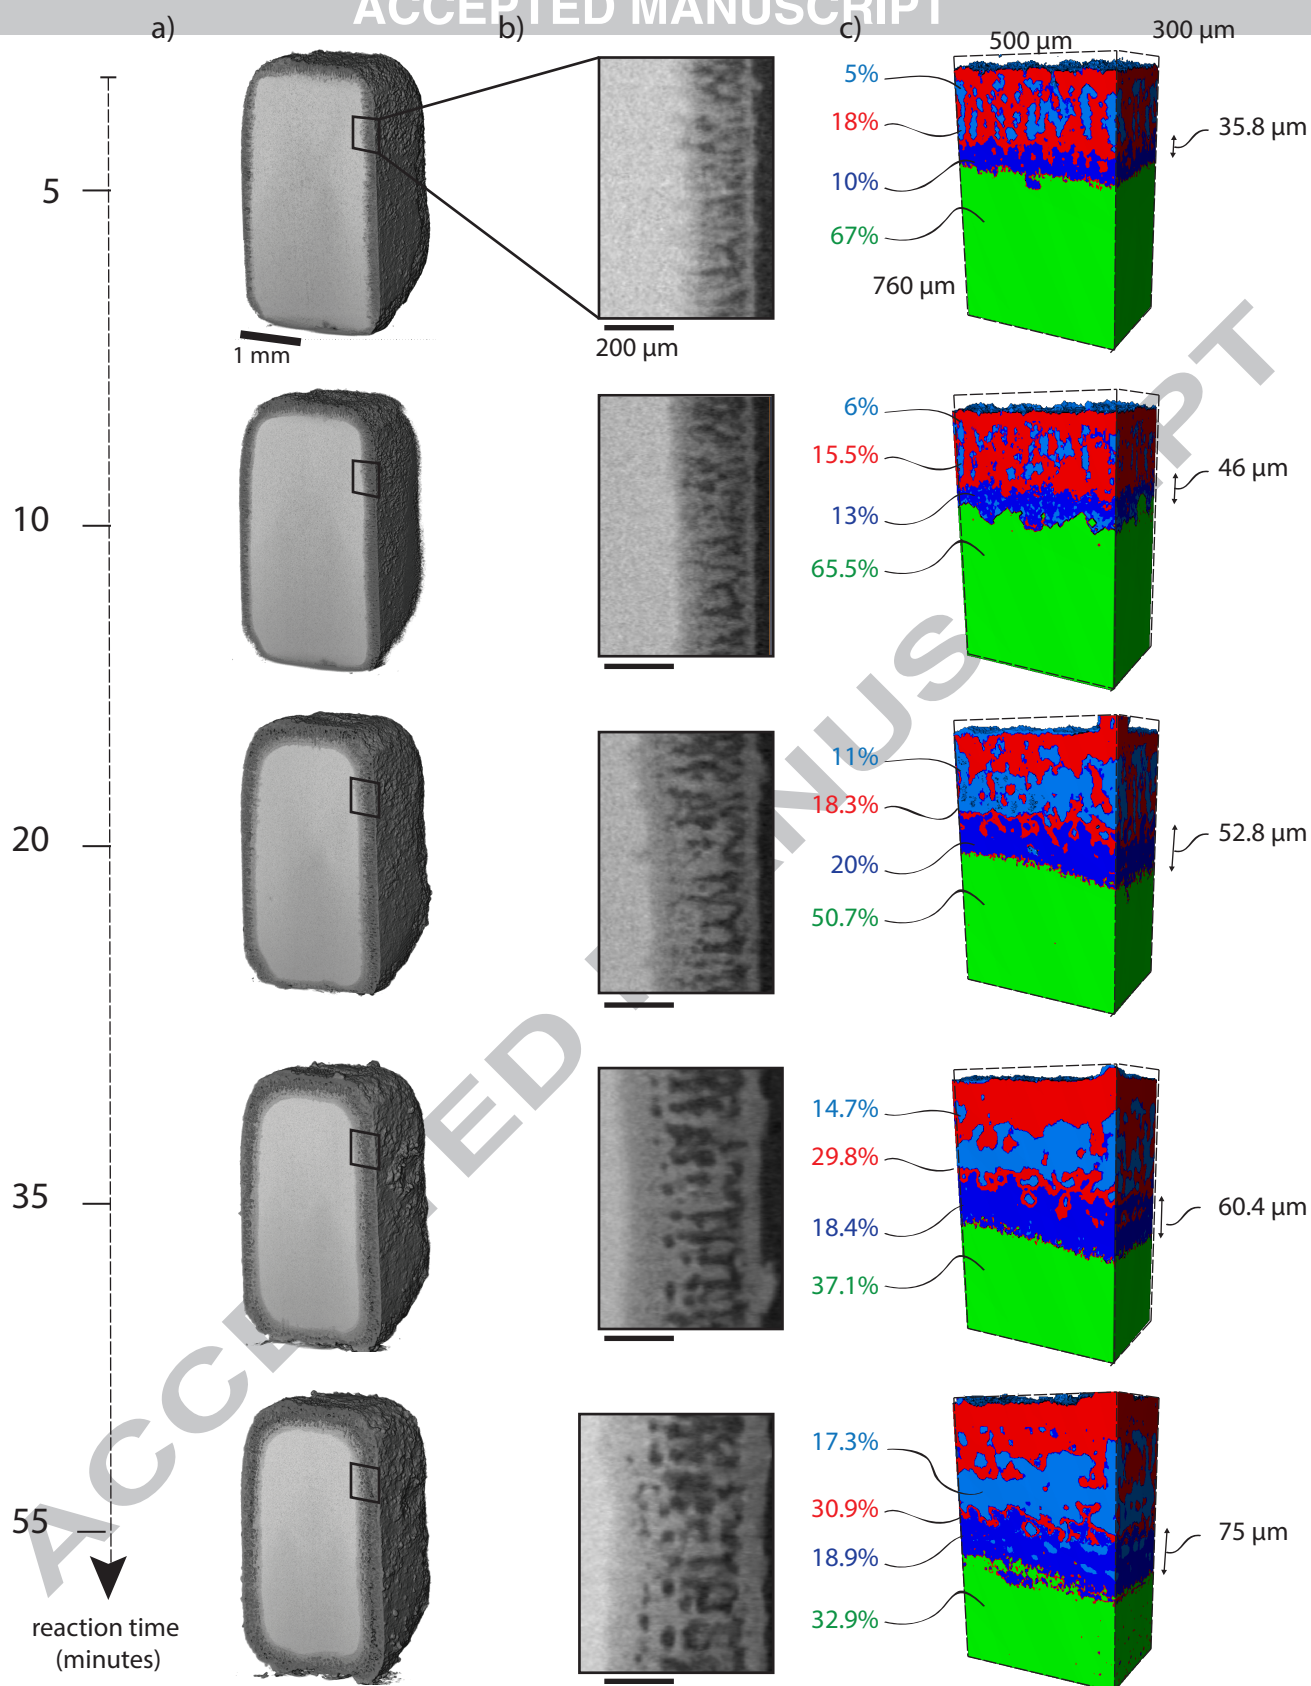 ACCEPTED MANUSCRIPT
a)
b)
c)
500 µm
300 µm
5%
18%
10%
67%
35.8 µm
760 µm
5
1 mm
200 µm
6%
15.5%
13%
65.5%
46 µm
10
11%
18.3%
20%
50.7%
52.8 µm
20
14.7%
29.8%
18.4%
37.1%
60.4 µm
35
17.3%
30.9%
18.9%
32.9%
75 µm
55
reaction time
(minutes)
ACCEPTED MANUSCRIPT